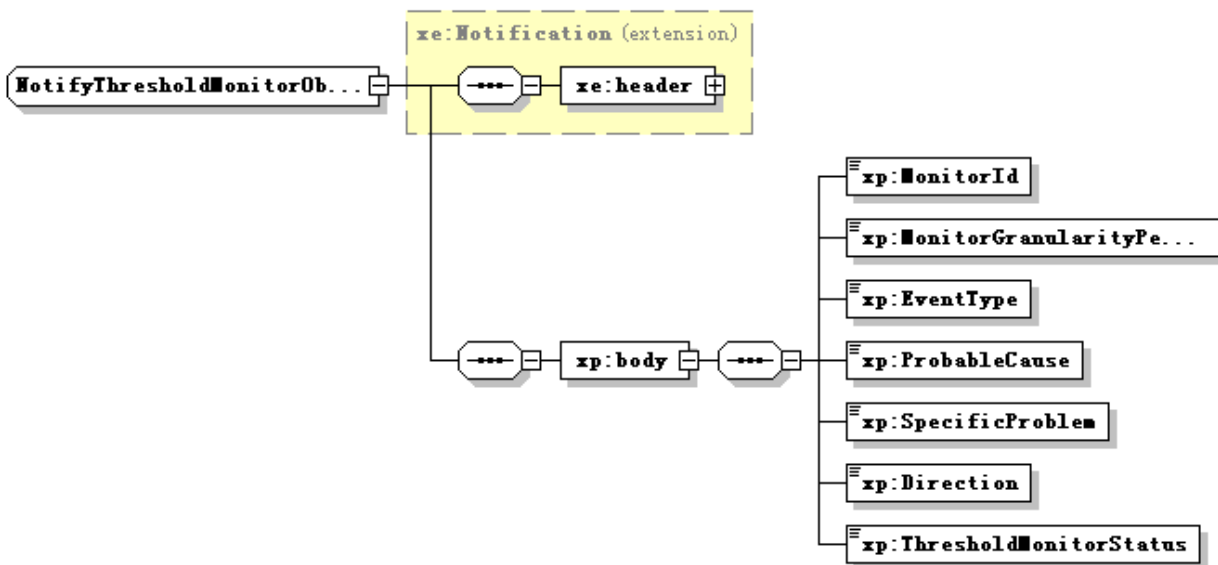 xe:Notification (extension)
NotifyThresholdMonitorOb...
xe:header
xp:MonitorId
xp:MonitorGranularityPe...
xp:EventType
xp:body
xp:ProbableCause
xp:SpecificProblem
xp:Direction
xp:ThresholdMonitorStatus